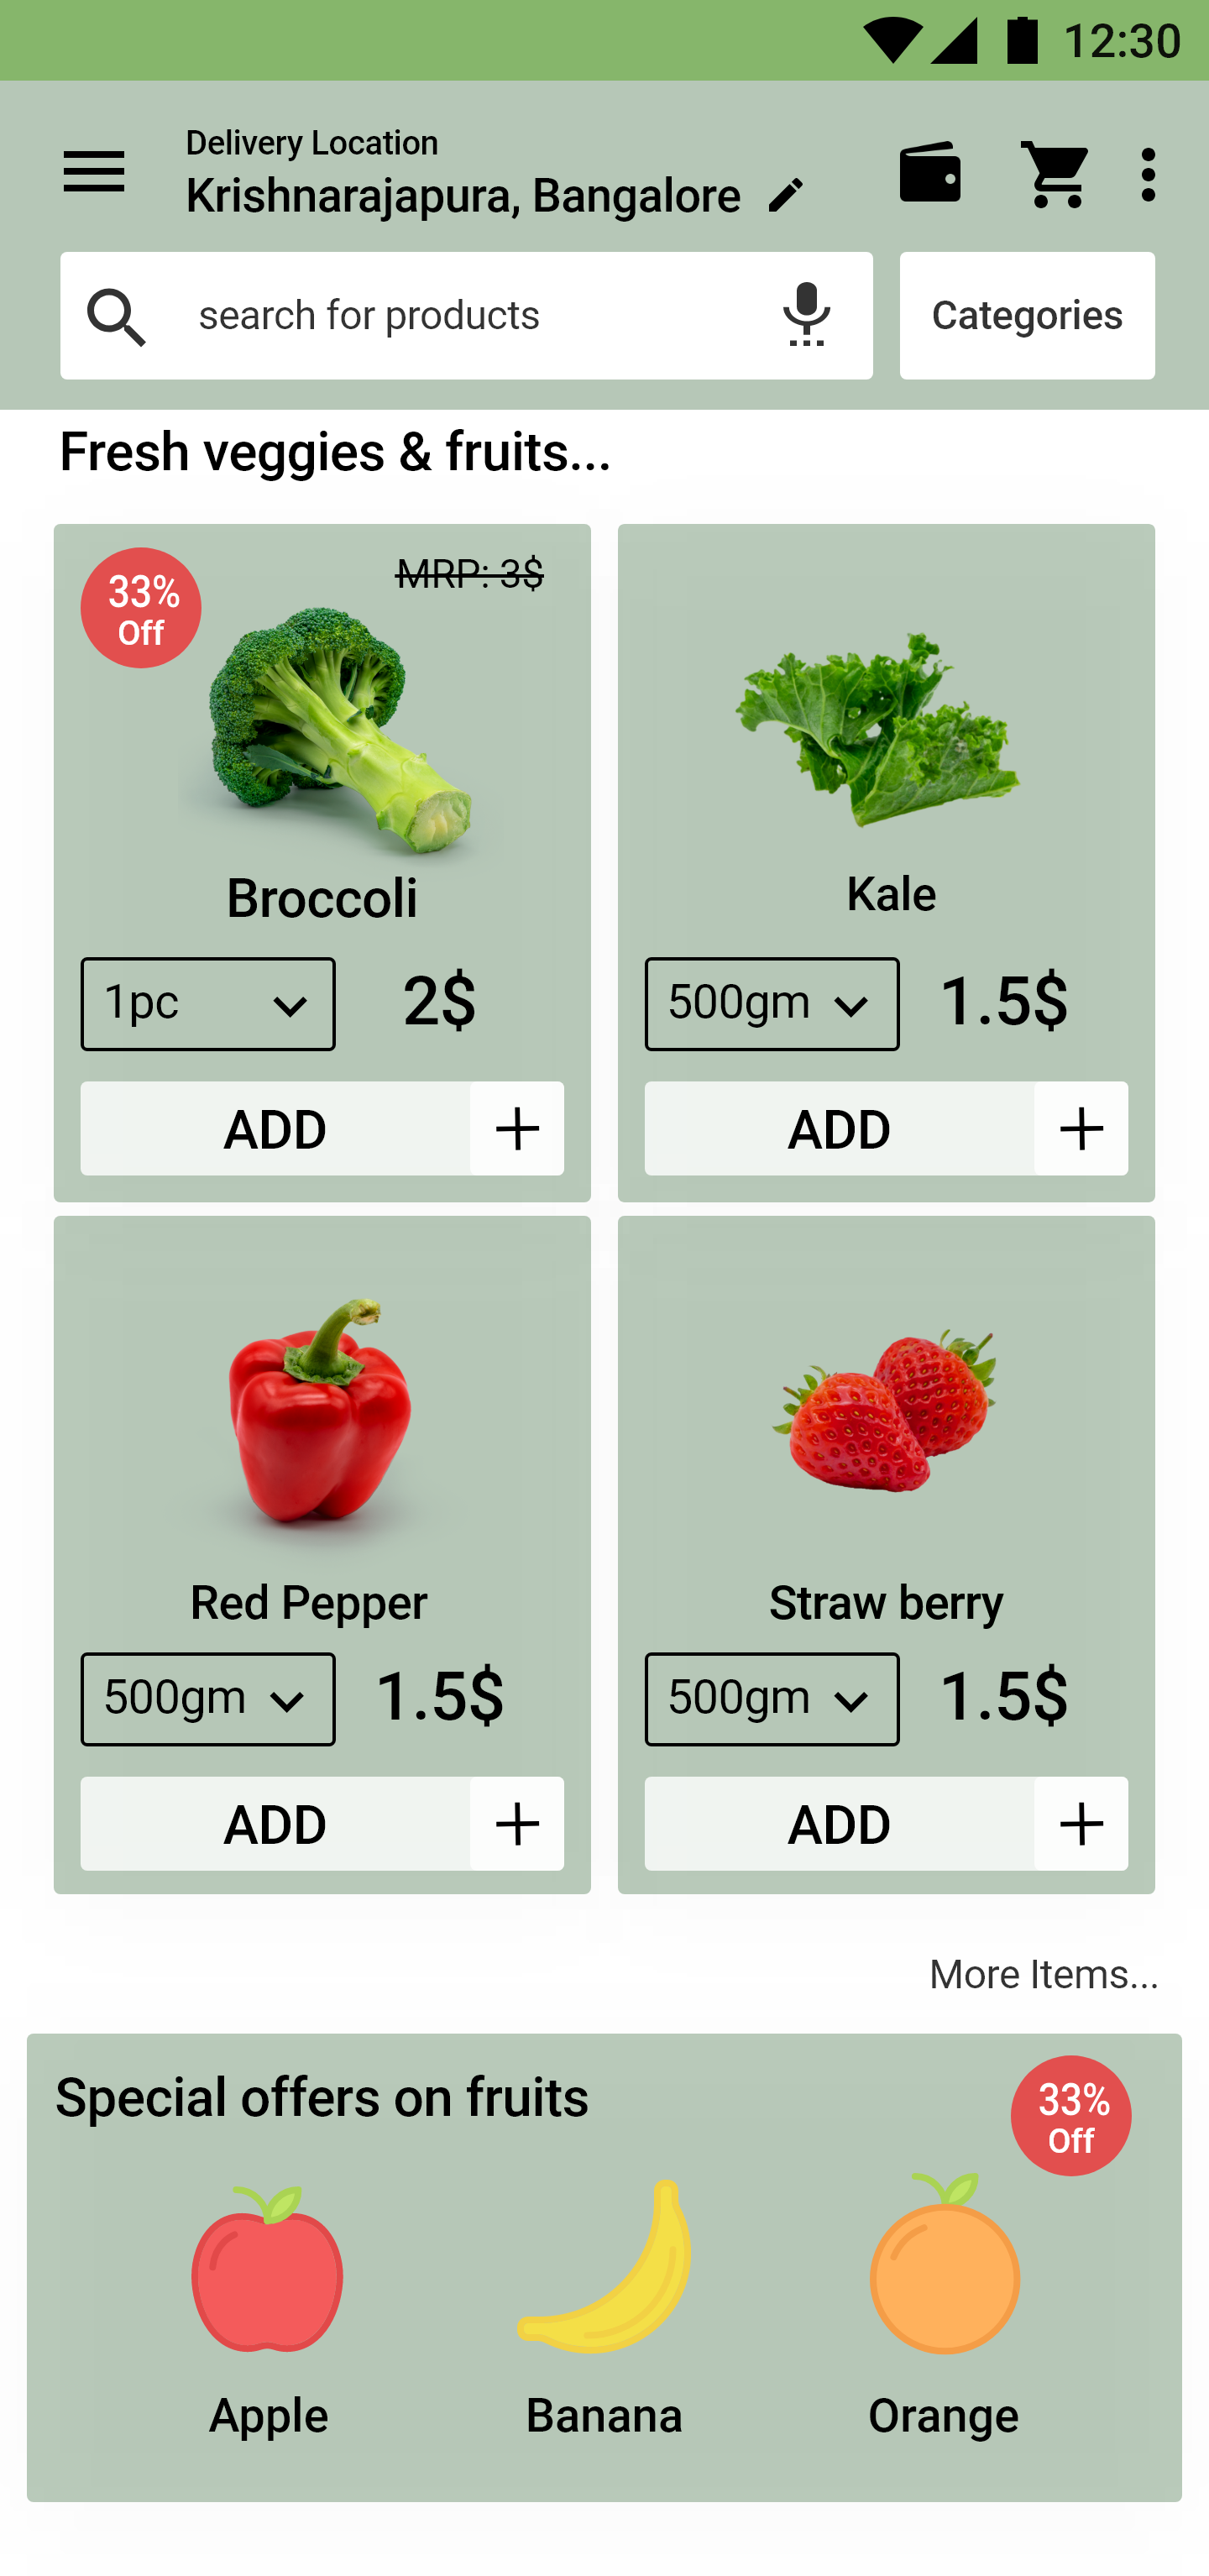 12:30
Delivery Location
Krishnarajapura, Bangalore
search for products
Categories
Fresh veggies & fruits...
33%
Off
MRP: 3$
Broccoli
1pc
2$
ADD
Kale
500gm
1.5$
ADD
Red Pepper
500gm
1.5$
ADD
Straw berry
500gm
1.5$
ADD
More Items...
Special offers on fruits
33%
Off
Apple
Banana
Orange